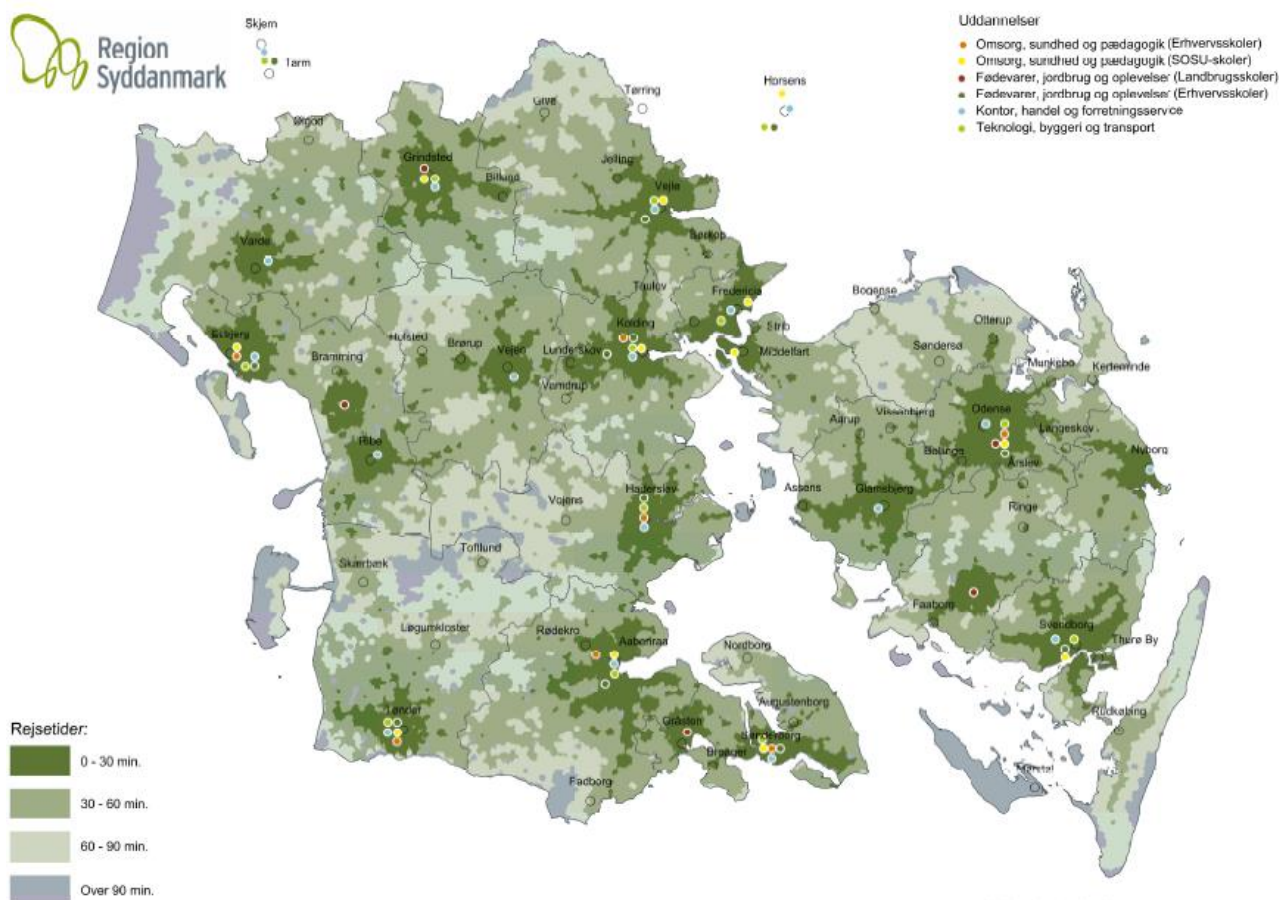 Region
Syddanmark
Skjern
Tarm
Horsens
Tørring
Uddannelser
Omsorg, sundhed og pædagogik (Erhvervsskoler)
Omsorg, sundhed og pædagogik (SOSU-skoler)
Fødevarer, jordbrug og oplevelser (Landbrugsskoler)
Fødevarer, jordbrug og oplevelser (Erhvervsskoler)
Kontor, handel og forretningsservice
Teknologi, byggeri og transport
Give
Ølgod
Grindsted
Billund
Jelling
Vejle
Børkop
Varde
Fredericia
Taulov
Bogense
Otterup
Esbjerg
Bramming
Holsted
Brørup
Vejen
Lunderskov
Kolding
Strib
Middelfart
Søndersø
Munkebo
Kerteminde
Vamdrup
Aarup
Vissenbjerg
Odense
Langeskov
Ribe
Bellinge
Årslev
Nyborg
Vojens
Haderslev
Assens
Glamsbjerg
Ringe
Skærbæk
Toftlund
Faaborg
Svendborg
Thurø By
Løgumkloster
Rødekro
Aabenraa
Nordborg
Augustenborg
Rudkøbing
Tønder
Gråsten
Broager
Sønderborg
Marstal
Padborg
Rejsetider:
0 - 30 min.
30 - 60 min.
60 - 90 min.
Over 90 min.